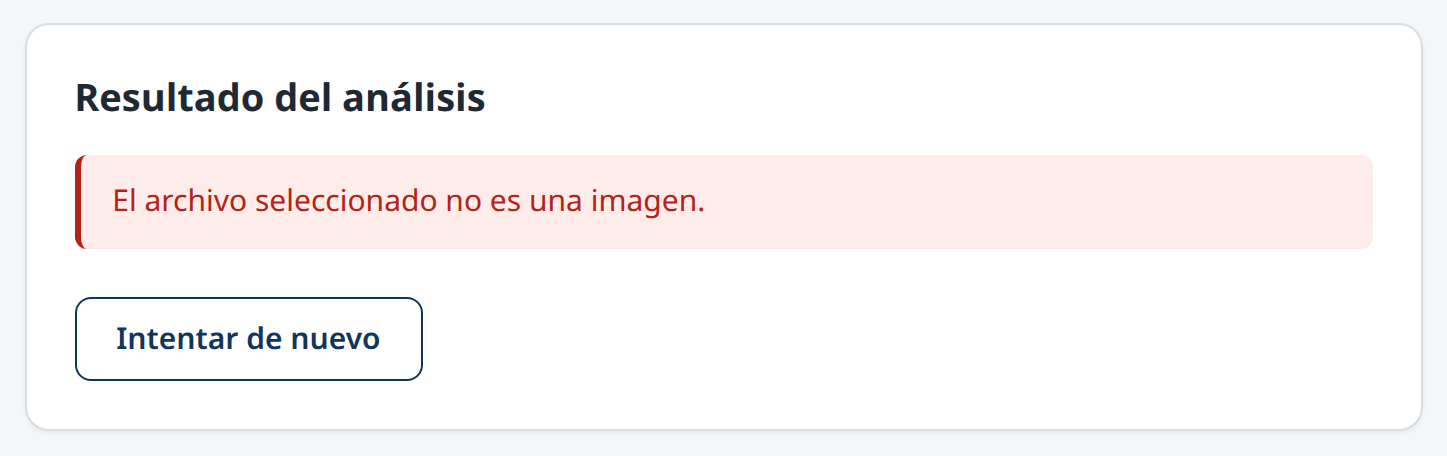 Resultado del análisis
El archivo seleccionado no es una imagen.
Intentar de nuevo